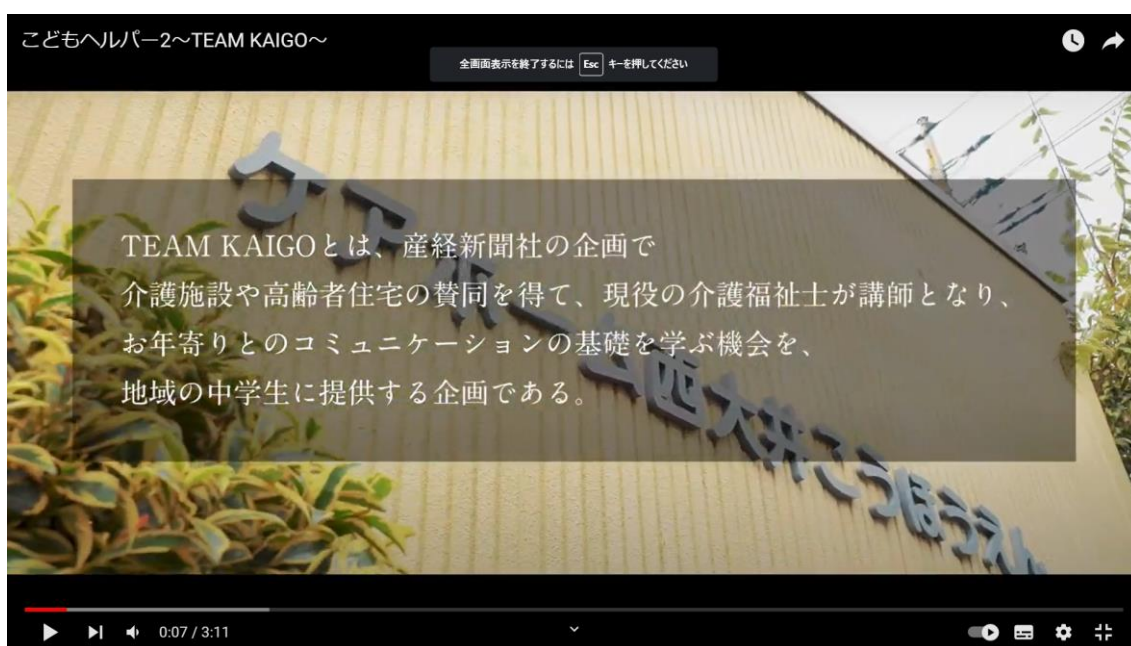 こどもヘルパー2～TEAM KAIGO～
全画面表示を終了するには Esc キーを押してください
TEAM KAIGOとは、産経新聞社の企画で
介護施設や高齢者住宅の賛同を得て、現役の介護福祉士が講師となり、
お年寄りとのコミュニケーションの基礎を学ぶ機会を、
地域の中学生に提供する企画である。
ケアホーム西大井こうほうえん
0:07 / 3:11